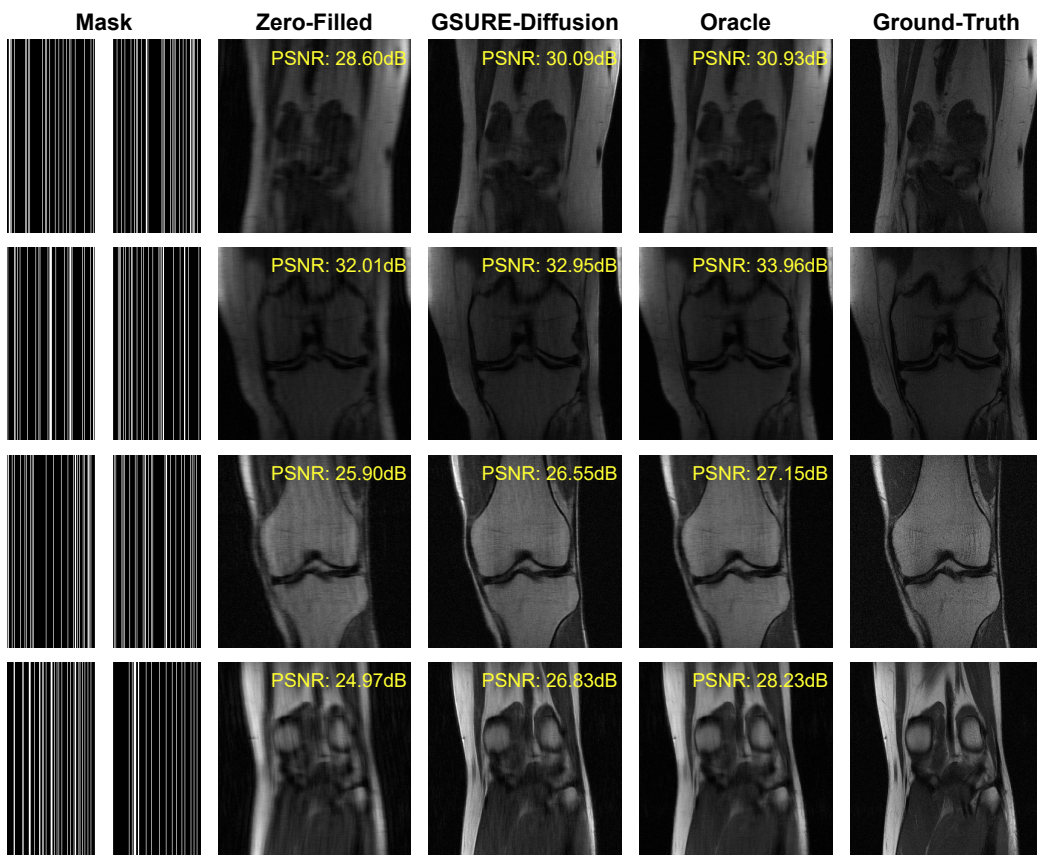 Mask Zero-Filled GSURE-Diffusion Oracle Ground-Truth
PSNR: 28.60dB PSNR: 30.09dB PSNR: 30.93dB
PSNR: 32.01dB PSNR: 32.95dB PSNR: 33.96dB
PSNR: 25.90dB PSNR: 26.55dB PSNR: 27.15dB
PSNR: 24.97dB PSNR: 26.83dB PSNR: 28.23dB